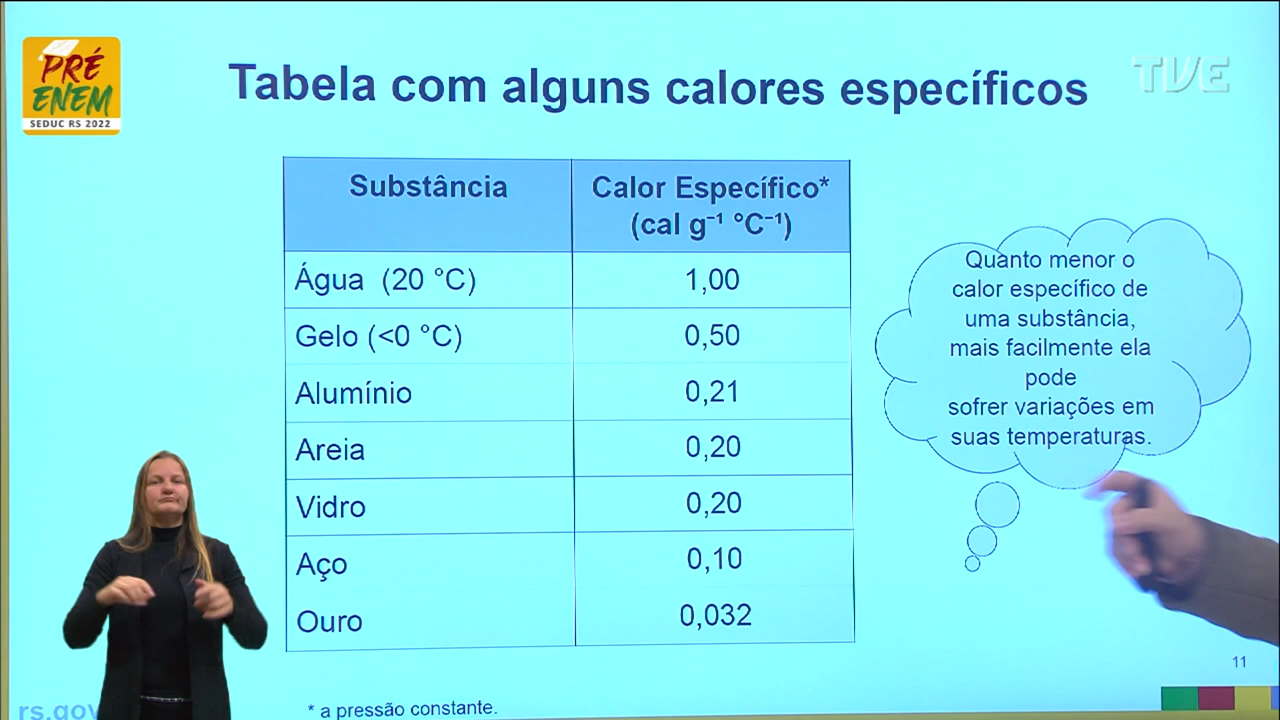 PRÉ
ENEM
SEDUC RS 2022
Tabela com alguns calores específicos
TVE
Substância
Calor Específico*
(cal g⁻¹ °C⁻¹)
Água (20 °C)
1,00
Gelo (<0 °C)
0,50
Alumínio
0,21
Areia
0,20
Vidro
0,20
Aço
0,10
Ouro
0,032
Quanto menor o
calor específico de
uma substância,
mais facilmente ela
pode
sofrer variações em
suas temperaturas.
* a pressão constante.
11
rs.gov